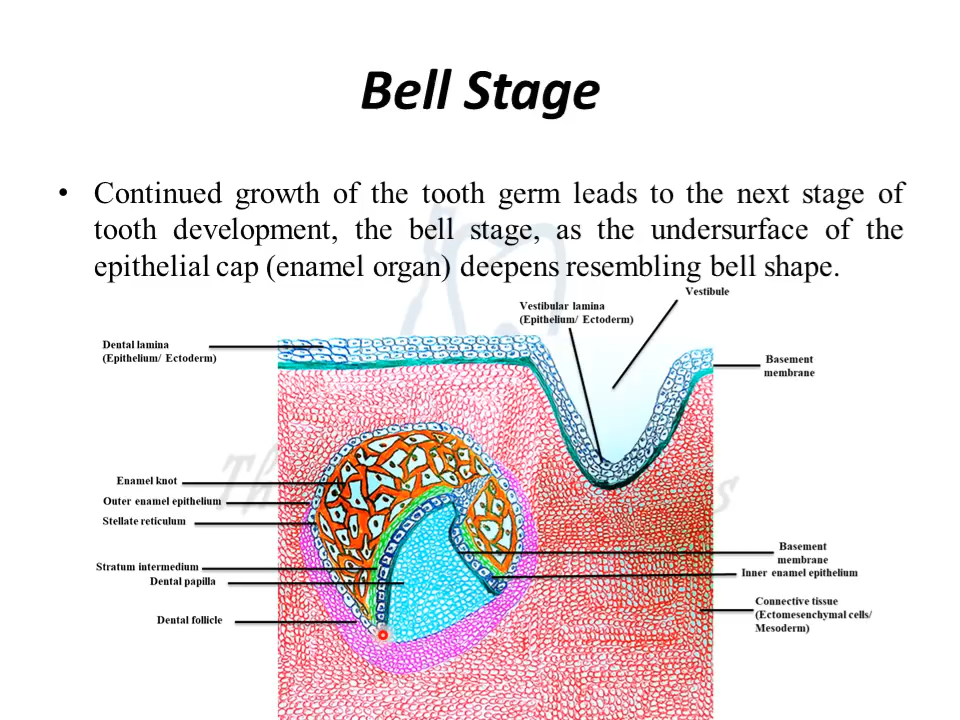 Bell Stage
• Continued growth of the tooth germ leads to the next stage of
tooth development, the bell stage, as the undersurface of the
epithelial cap (enamel organ) deepens resembling bell shape.
Vestibule
Vestibular lamina
(Epithelium/ Ectoderm)
Dental lamina
(Epithelium/ Ectoderm)
Basement
membrane
Enamel knot
Outer enamel epithelium
Stellate reticulum
Stratum intermedium
Dental papilla
Dental follicle
Basement
membrane
Inner enamel epithelium
Connective tissue
(Ectomesenchymal cells/
Mesoderm)